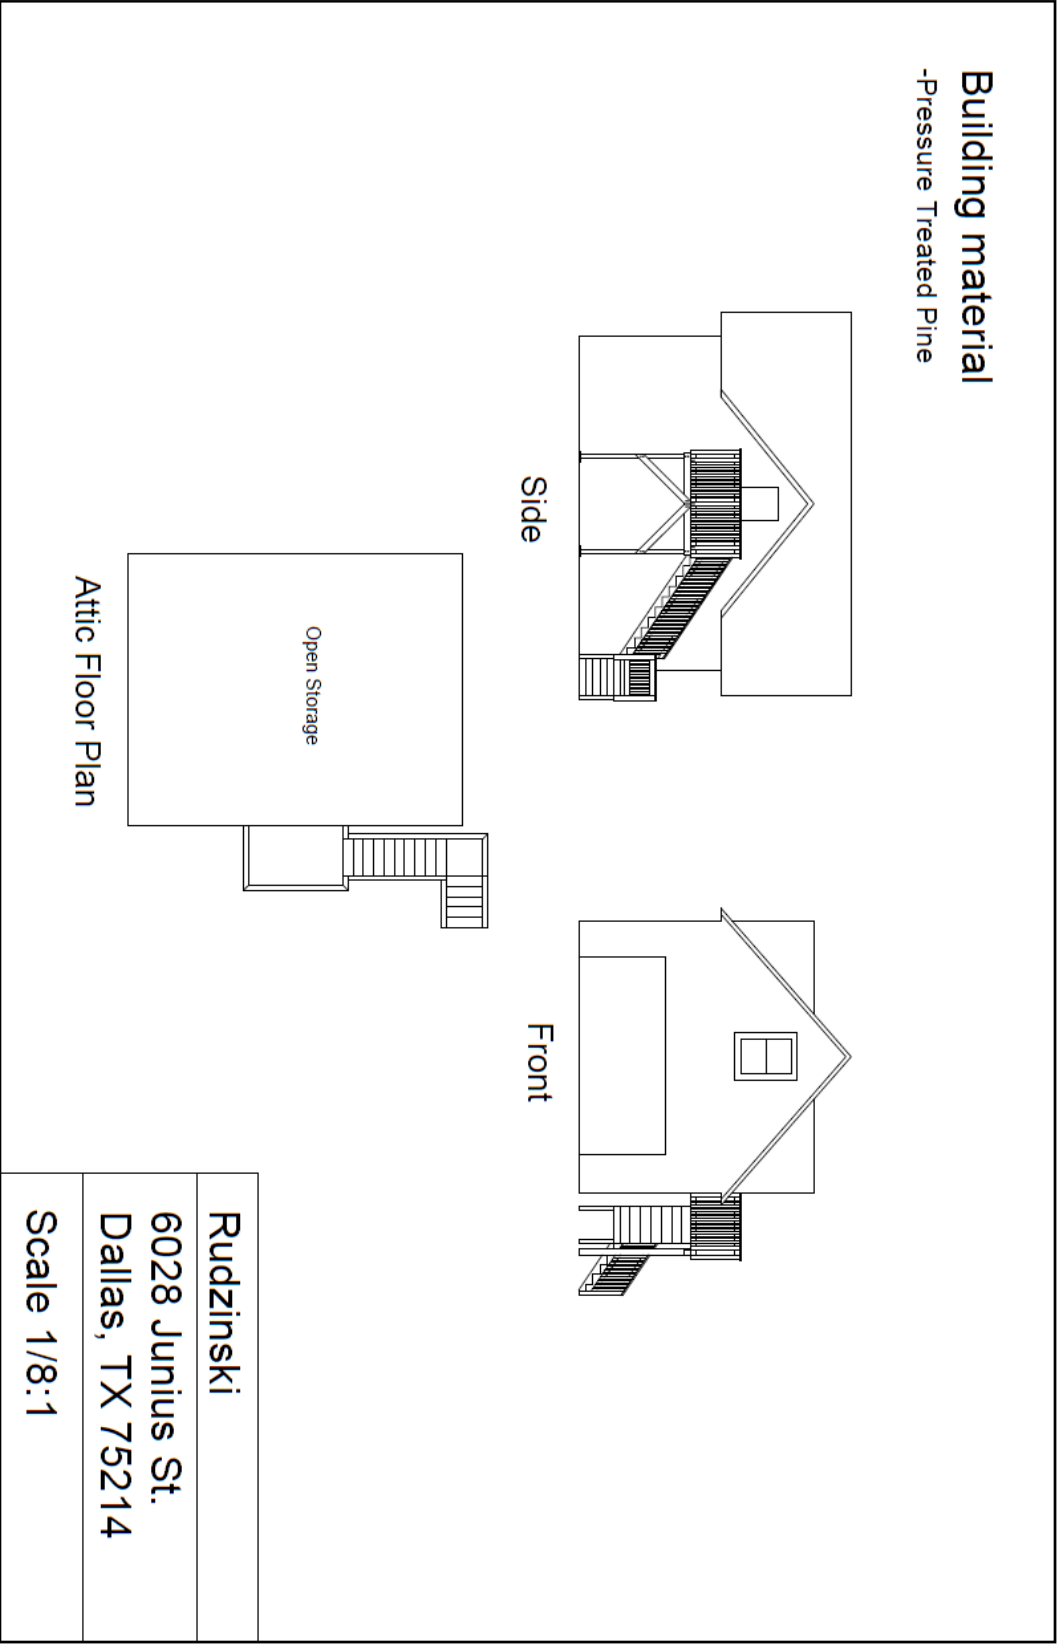 Building material
-Pressure Treated Pine
Side
Front
Open Storage
Attic Floor Plan
Rudzinski
6028 Junius St.
Dallas, TX 75214
Scale 1/8:1